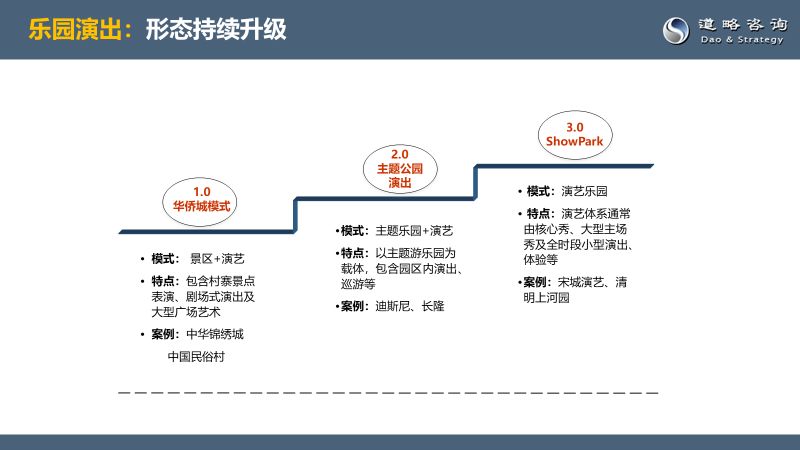 乐园演出：形态持续升级
道略咨询
Dao & Strategy
1.0
华侨城模式
• 模式： 景区+演艺
• 特点：包含村寨景点
表演、剧场式演出及
大型广场艺术
• 案例：中华锦绣城
中国民俗村
2.0
主题公园
演出
•模式：主题乐园+演艺
•特点：以主题游乐园为
载体，包含园区内演出、
巡游等
•案例：迪斯尼、长隆
3.0
ShowPark
• 模式：演艺乐园
• 特点：演艺体系通常
由核心秀、大型主场
秀及全时段小型演出、
体验等
•案例：宋城演艺、清
明上河园